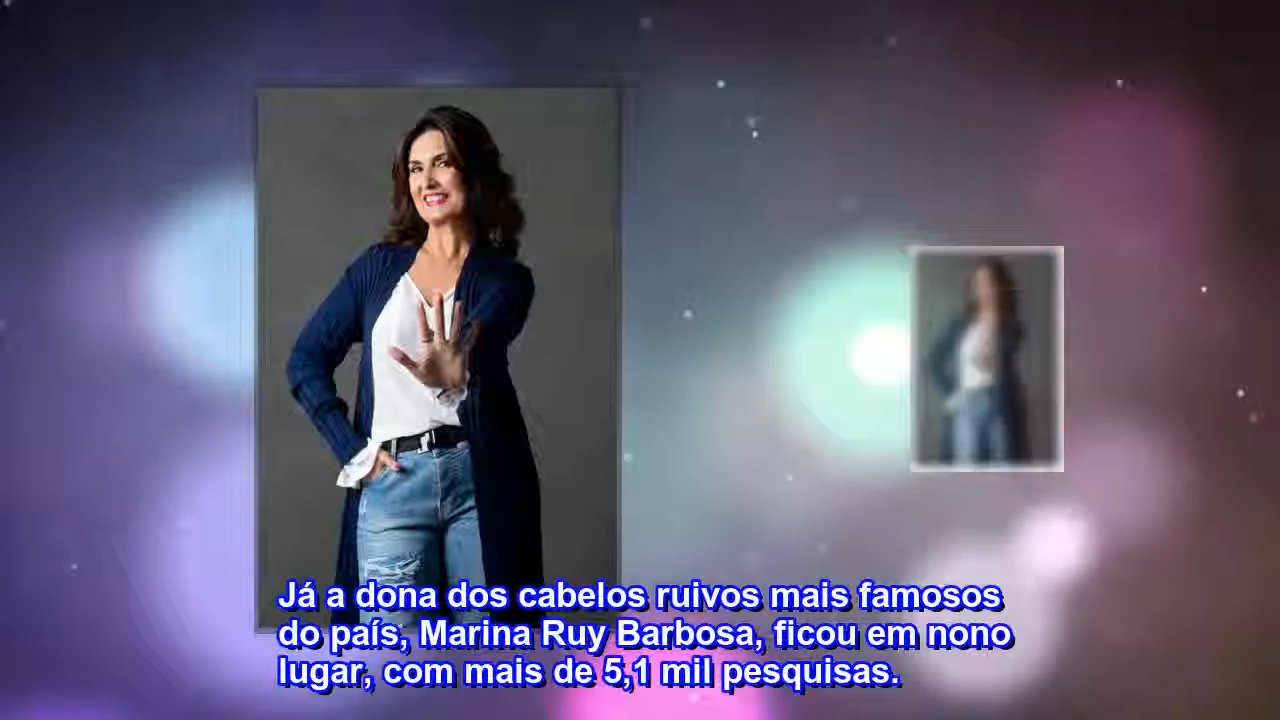 Já a dona dos cabelos ruivos mais famosos
do país, Marina Ruy Barbosa, ficou em nono
lugar, com mais de 5,1 mil pesquisas.